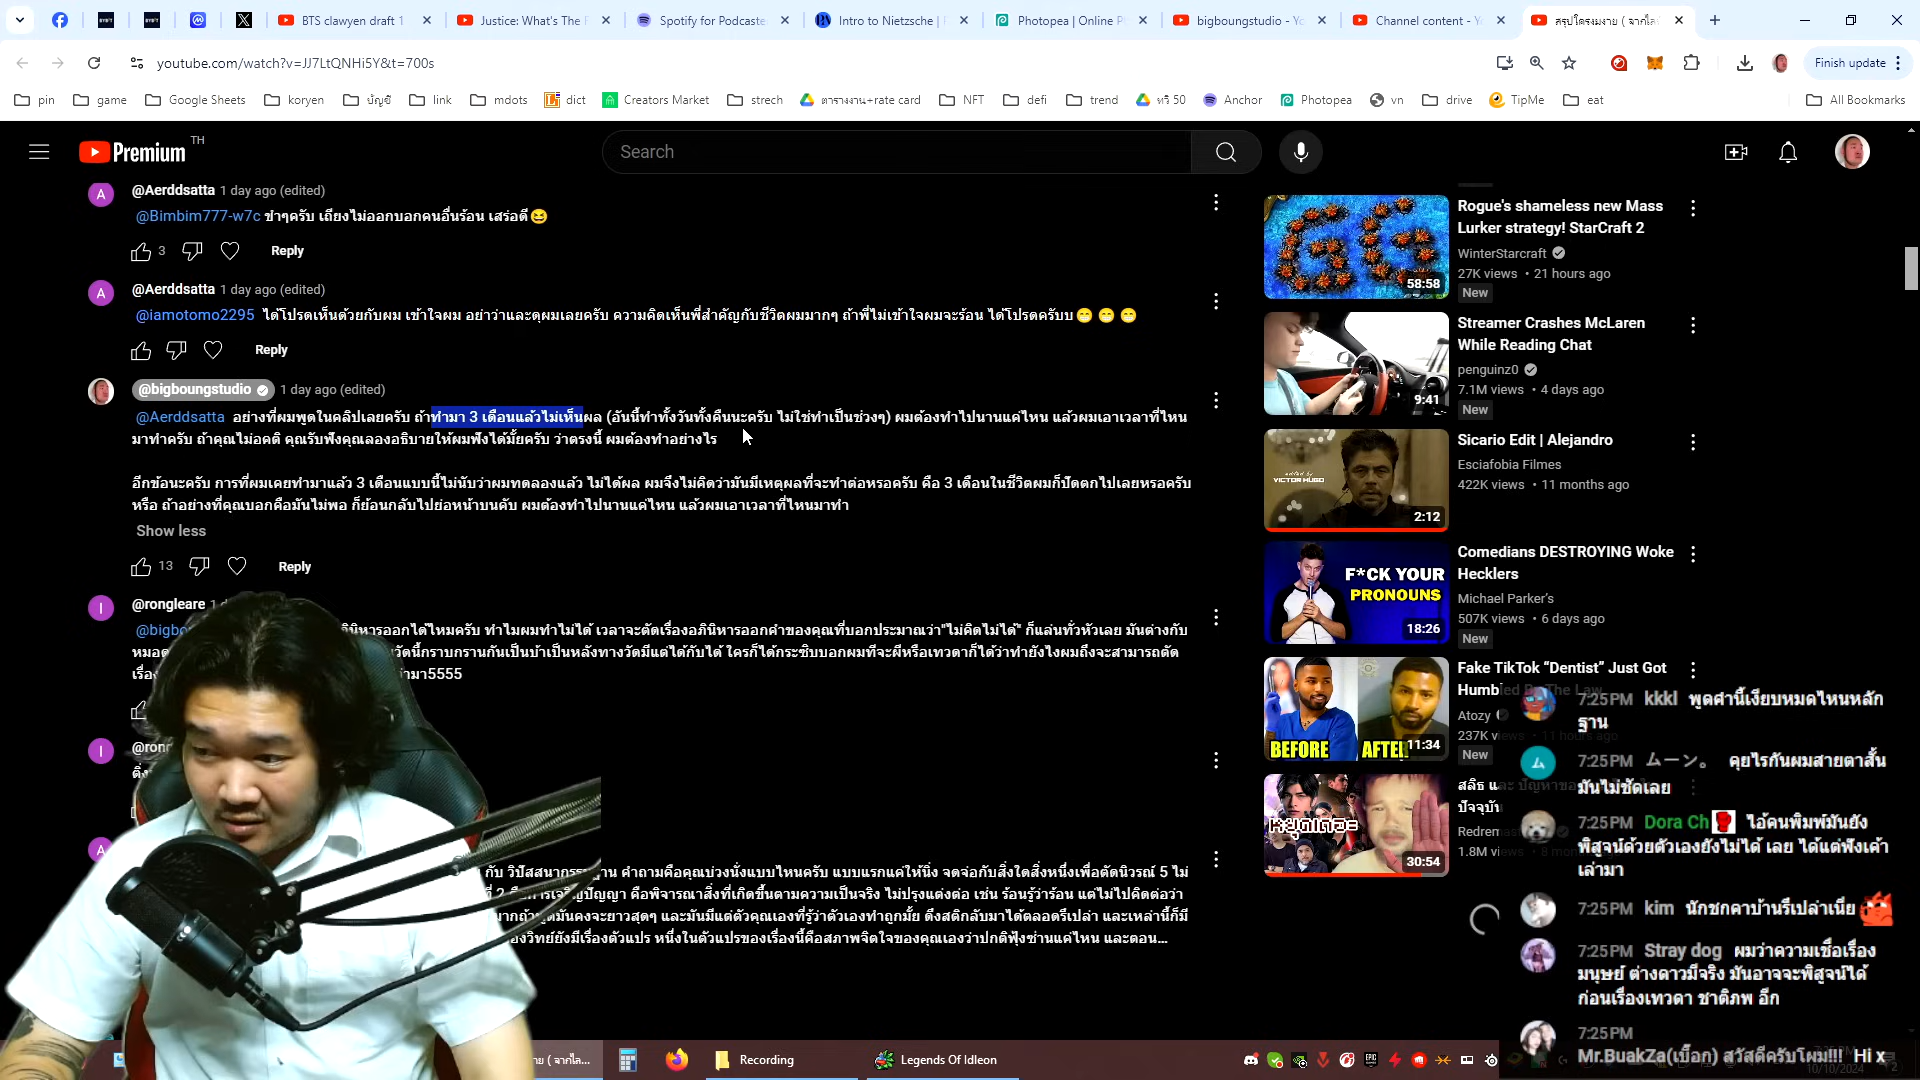 BTS clawyen draft 1
Justice: What's The F
Spotify for Podcaste
Intro to Nietzsche |
Photopea | Online P
bigboungstudio - Yo
Channel content - Y
สรุปใครงมงาย ( จากไล
youtube.com/watch?v=JJ7LtQNHi5Y&t=700s
Finish update
pin
game
Google Sheets
koryen
บัญชี
link
mdots
dict
Creators Market
strech
ตารางงาน+rate card
NFT
defi
trend
ทริ 50
Anchor
Photopea
vn
drive
TipMe
eat
All Bookmarks
Premium TH
Search
@Aerddsatta 1 day ago (edited)
@Bimbim777-w7c ขำๆครับ เถียงไม่ออกบอกคนอื่นร้อน เสร่อดี😆
3 Reply
@Aerddsatta 1 day ago (edited)
@iamotomo2295 ได้โปรดเห็นด้วยกับผม เข้าใจผม อย่าว่าและดุผมเลยครับ ความคิดเห็นพี่สำคัญกับชีวิตผมมากๆ ถ้าพี่ไม่เข้าใจผมจะร้อน ได้โปรดครับบ😁 😁 😁
Reply
@bigboungstudio 1 day ago (edited)
@Aerddsatta อย่างที่ผมพูดในคลิปเลยครับ ถ้าทำมา 3 เดือนแล้วไม่เห็นผล (อันนี้ทำทั้งวันทั้งคืนนะครับ ไม่ใช่ทำเป็นช่วงๆ) ผมต้องทำไปนานแค่ไหน แล้วผมเอาเวลาที่ไหน
มาทำครับ ถ้าคุณไม่อคติ คุณรับฟังคุณลองอธิบายให้ผมฟังได้มั้ยครับ ว่าตรงนี้ ผมต้องทำอย่างไร
อีกข้อนะครับ การที่ผมเคยทำมาแล้ว 3 เดือนแบบนี้ไม่นับว่าผมทดลองแล้ว ไม่ได้ผล ผมจึงไม่คิดว่ามันมีเหตุผลที่จะทำต่อหรอครับ คือ 3 เดือนในชีวิตผมก็ปัดตกไปเลยหรอครับ
หรือ ถ้าอย่างที่คุณบอกคือมันไม่พอ ก็ย้อนกลับไปย่อหน้าบนคับ ผมต้องทำไปนานแค่ไหน แล้วผมเอาเวลาที่ไหนมาทำ
Show less
13 Reply
@rongleare 1 d
@bigbo ภินิหารออกได้ไหมครับ ทำไมผมทำไม่ได้ เวลาจะตัดเรื่องอภินิหารออกคำของคุณที่บอกประมาณว่า"ไม่คิดไม่ได้" ก็แล่นทั่วหัวเลย มันต่างกับ
หมอด วัดนี้กราบกรานกันเป็นบ้าเป็นหลังทางวัดมีแต่ได้กับได้ ใครก็ได้กระซิบบอกผมทีจะผีหรือเทวดาก็ได้ว่าทำยังไงผมถึงจะสามารถตัด
เรื่อง ามา5555
@rong
กับ วิปัสสนากรรมฐาน คำถามคือคุณบ่วงนั่งแบบไหนครับ แบบแรกแค่ให้นิ่ง จดจ่อกับสิ่งใดสิ่งหนึ่งเพื่อตัดนิวรณ์ 5 ไม่
ที่ 2 คือการเจริญปัญญา คือพิจารณาสิ่งที่เกิดขึ้นตามความเป็นจริง ไม่ปรุงแต่งต่อ เช่น ร้อนรู้ว่าร้อน แต่ไม่ไปคิดต่อว่า
มากถ้าพูดมันคงจะยาวสุดๆ และมันมีแต่ตัวคุณเองที่รู้ว่าตัวเองทำถูกมั้ย ดึงสติกลับมาได้ตลอดรึเปล่า และเหล่านี้ก็มี
องวิทย์ยังมีเรื่องตัวแปร หนึ่งในตัวแปรของเรื่องนี้คือสภาพจิตใจของคุณเองว่าปกติฟุ้งซ่านแค่ไหน และตอน...
58:58
Rogue's shameless new Mass
Lurker strategy! StarCraft 2
WinterStarcraft
27K views • 21 hours ago
New
9:41
Streamer Crashes McLaren
While Reading Chat
penguinz0
7.1M views • 4 days ago
New
edited by
VICTOR HUGO
2:12
Sicario Edit | Alejandro
Esciafobia Filmes
422K views • 11 months ago
F*CK YOUR
PRONOUNS
18:26
Comedians DESTROYING Woke
Hecklers
Michael Parker's
507K views • 6 days ago
New
BEFORE AFTE 11:34
Fake TikTok “Dentist” Just Got
Humbled By The Law
Atozy
237K v 11 hours ago
New
หยุดเถอะ
30:54
สลิธ แ ะ ปัญหาขอ
ปัจจุบัน
Redrem
1.8M vi
7:25PM kkkl พูดคำนี้เงียบหมดไหนหลัก
ฐาน
7:25PM ムーン。 คุยไรกันผมสายตาสั้น
มันไม่ชัดเลย
7:25PM Dora Ch ไอ้คนพิมพ์มันยัง
พิสูจน์ด้วยตัวเองยังไม่ได้ เลย ได้แต่ฟังเค้า
เล่ามา
7:25PM kim นักชกคาบ้านรึเปล่าเนี่ย
7:25PM Stray dog ผมว่าความเชื่อเรื่อง
มนุษย์ ต่างดาวมีจริง มันอาจจะพิสูจน์ได้
ก่อนเรื่องเทวดา ชาติภพ อีก
7:25PM
Mr.BuakZa(เบื๊อก) สวัสดีครับโผม!!! Hi x
าย ( จากไล...
Recording
Legends Of Idleon
10/10/2024